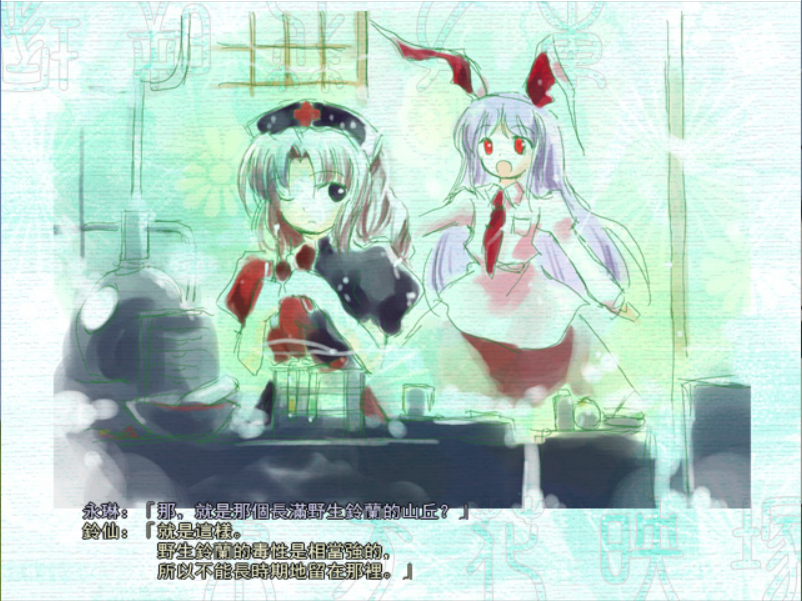 永琳:「那、就是那個長滿野生鈴蘭的山丘?」
鈴仙:「就是這樣。
野生鈴蘭的毒性是相當強的,
所以不能長時期地留在那裡。」